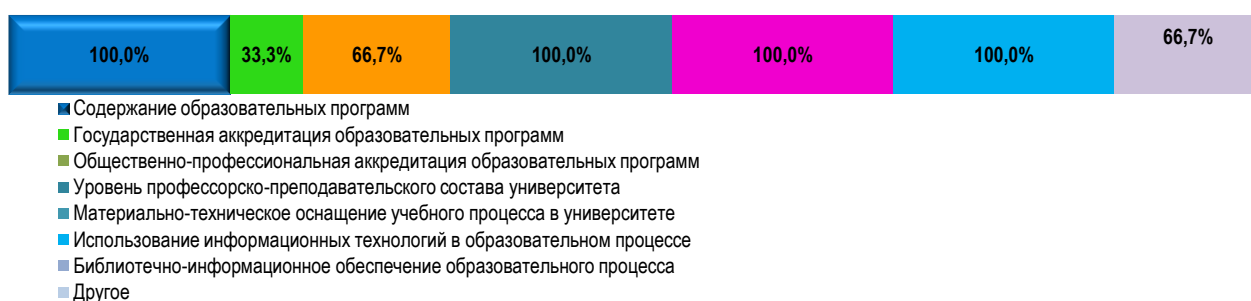 100,0% 33,3% 66,7% 100,0% 100,0% 100,0% 66,7%
Содержание образовательных программ
Государственная аккредитация образовательных программ
Общественно-профессиональная аккредитация образовательных программ
Уровень профессорско-преподавательского состава университета
Материально-техническое оснащение учебного процесса в университете
Использование информационных технологий в образовательном процессе
Библиотечно-информационное обеспечение образовательного процесса
Другое